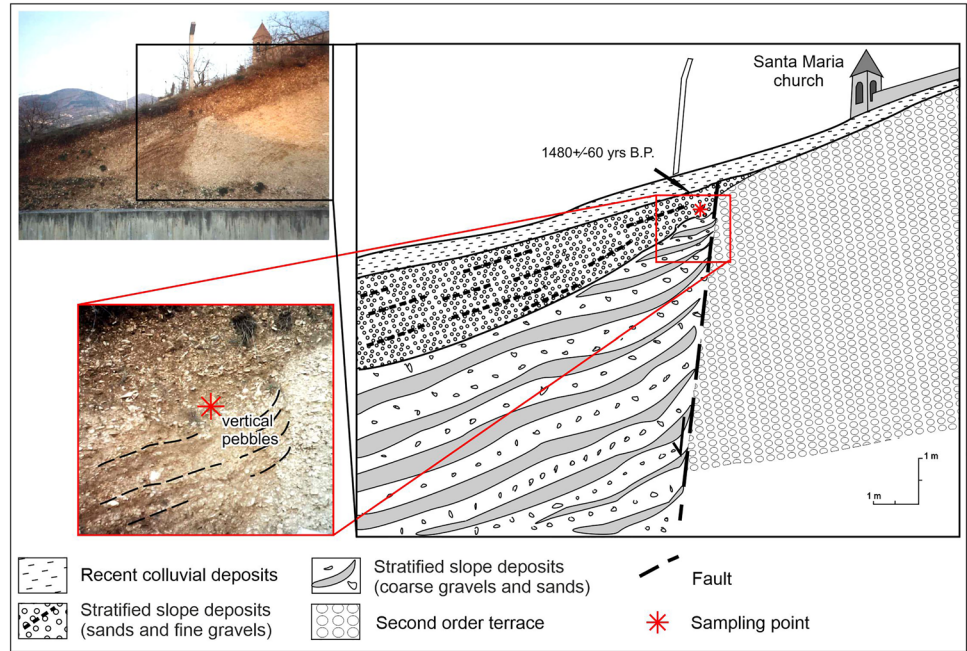 Santa Maria
church
1480+⁄-60 yrs B.P.
vertical
pebbles
1 m
1 m
Recent colluvial deposits
Stratified slope deposits
(sands and fine gravels)
Stratified slope deposits
(coarse gravels and sands)
Second order terrace
Fault
Sampling point